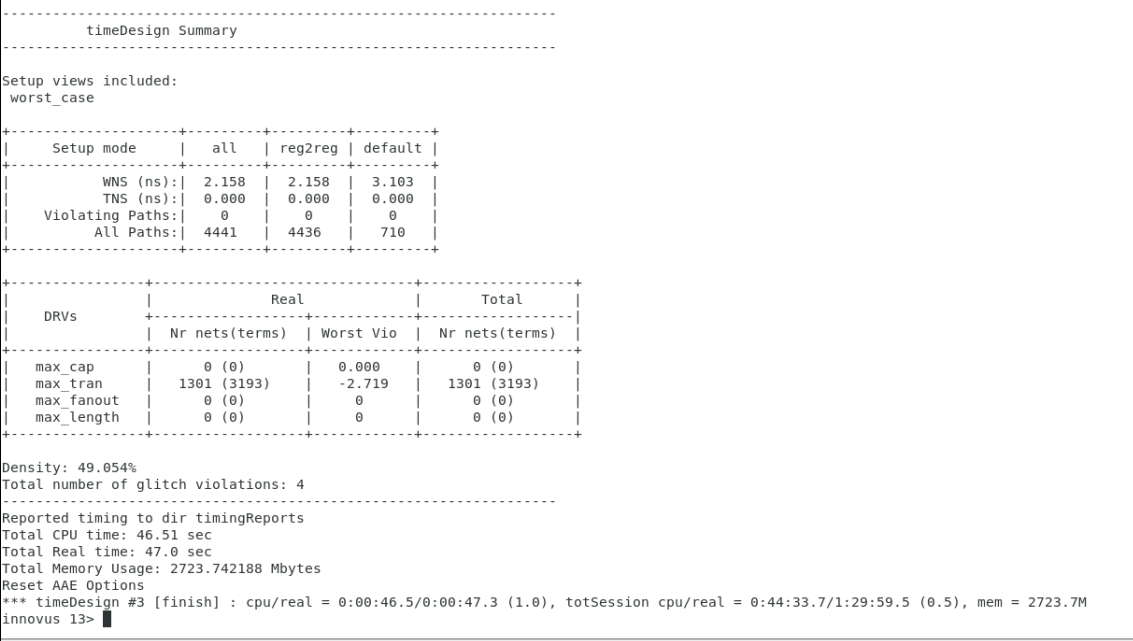 ------------------------------------------------------------------
          timeDesign Summary
------------------------------------------------------------------
Setup views included:
 worst_case
+--------------------+---------+---------+---------+
|     Setup mode     |   all   | reg2reg | default |
+--------------------+---------+---------+---------+
|           WNS (ns):|  2.158  |  2.158  |  3.103  |
|           TNS (ns):|  0.000  |  0.000  |  0.000  |
|    Violating Paths:|    0    |    0    |    0    |
|          All Paths:|  4441   |  4436   |   710   |
+--------------------+---------+---------+---------+
+----------------+-------------------------------+------------------+
|                |              Real             |       Total      |
|    DRVs        +------------------+------------+------------------|
|                |  Nr nets(terms)  | Worst Vio  |  Nr nets(terms)  |
+----------------+------------------+------------+------------------+
|   max_cap      |      0 (0)       |   0.000    |      0 (0)       |
|   max_tran     |   1301 (3193)    |   -2.719   |   1301 (3193)    |
|   max_fanout   |      0 (0)       |     0      |      0 (0)       |
|   max_length   |      0 (0)       |     0      |      0 (0)       |
+----------------+------------------+------------+------------------+
Density: 49.054%
Total number of glitch violations: 4
------------------------------------------------------------------
Reported timing to dir timingReports
Total CPU time: 46.51 sec
Total Real time: 47.0 sec
Total Memory Usage: 2723.742188 Mbytes
Reset AAE Options
*** timeDesign #3 [finish] : cpu/real = 0:00:46.5/0:00:47.3 (1.0), totSession cpu/real = 0:44:33.7/1:29:59.5 (0.5), mem = 2723.7M
innovus 13>